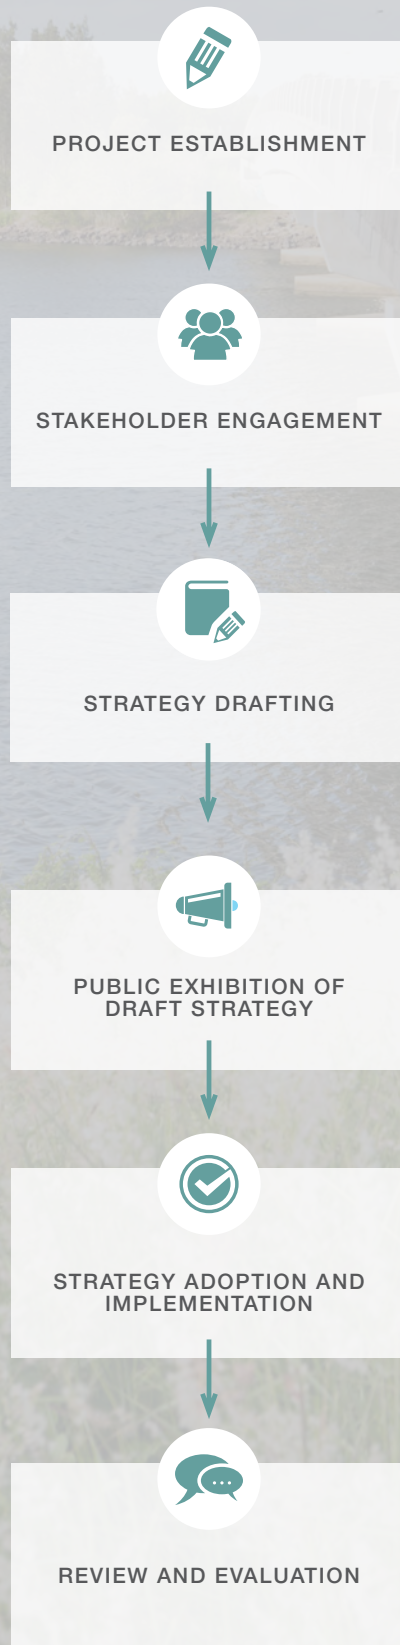 PROJECT ESTABLISHMENT
STAKEHOLDER ENGAGEMENT
STRATEGY DRAFTING
PUBLIC EXHIBITION OF
DRAFT STRATEGY
STRATEGY ADOPTION AND
IMPLEMENTATION
REVIEW AND EVALUATION